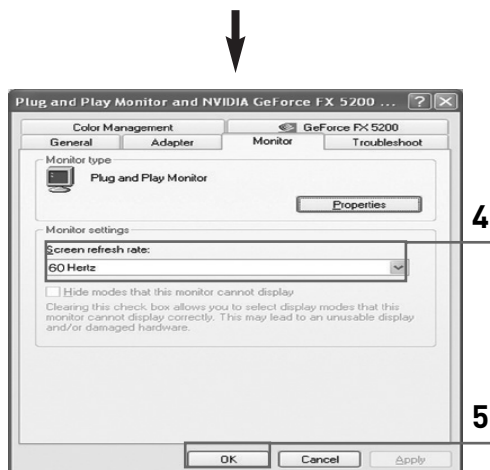 Plug and Play Monitor and NVIDIA GeForce FX 5200 ...
Color Management GeForce FX 5200
General Adapter Monitor Troubleshoot
Monitor type
Plug and Play Monitor
Properties
4
Monitor settings
Screen refresh rate:
60 Hertz
Hide modes that this monitor cannot display
Clearing this check box allows you to select display modes that this
monitor cannot display correctly. This may lead to an unusable display
and/or damaged hardware.
5
OK Cancel Apply